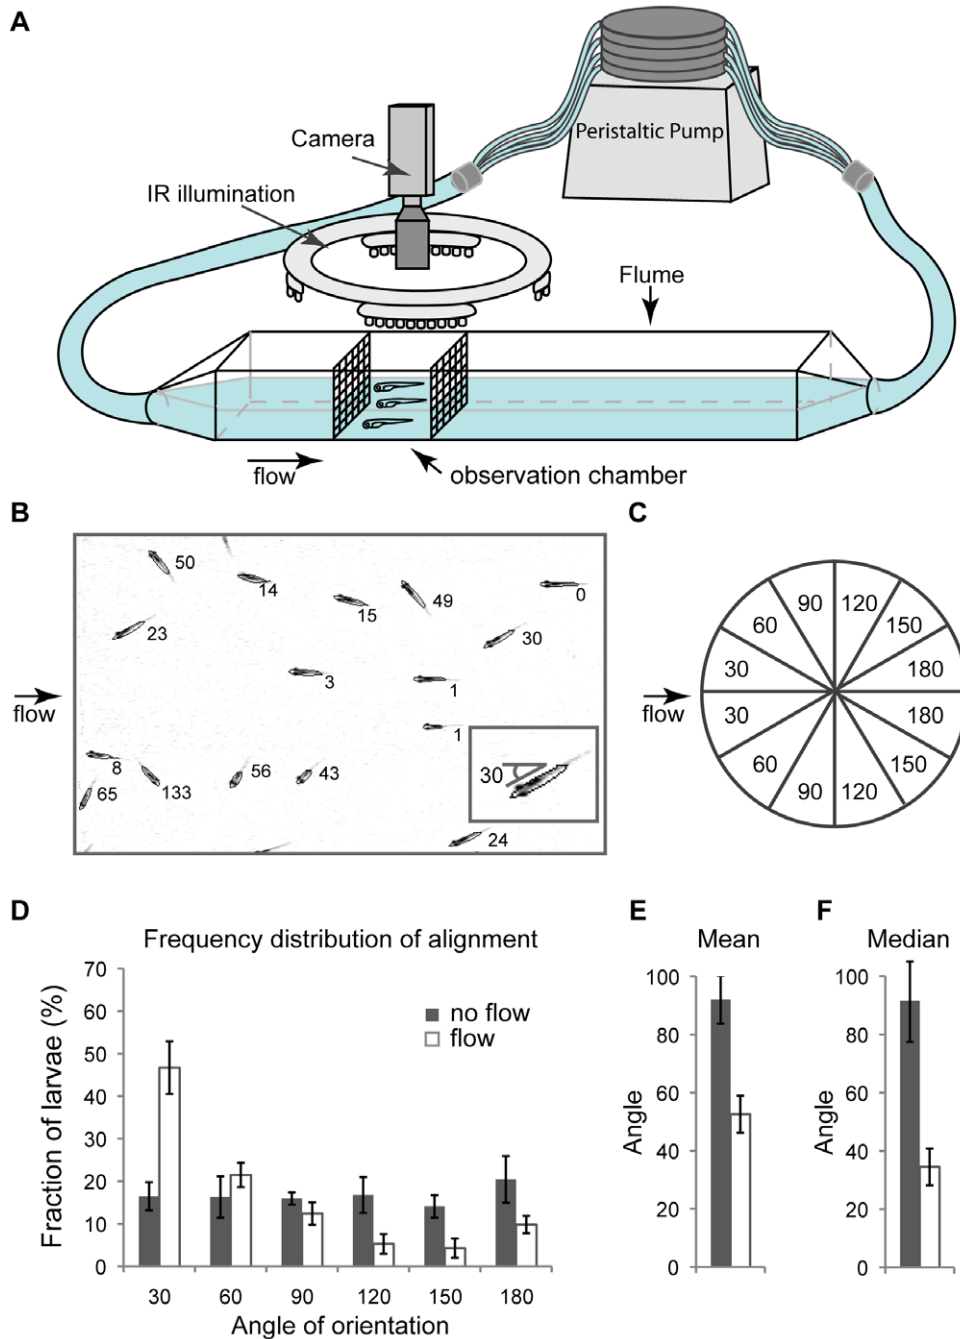 A
Peristaltic Pump
Camera
IR illumination
Flume
flow
observation chamber
B
50
14
15
49
0
23
30
3
1
flow
1
8
56
43
30
65
133
24
C
90
120
60
150
30
180
flow
30
180
60
150
90
120
D
Frequency distribution of alignment
70
60
50
40
30
20
10
0
Fraction of larvae (%)
no flow
flow
30
60
90
120
150
180
Angle of orientation
E
Mean
100
80
60
40
20
0
Angle
F
Median
100
80
60
40
20
0
Angle